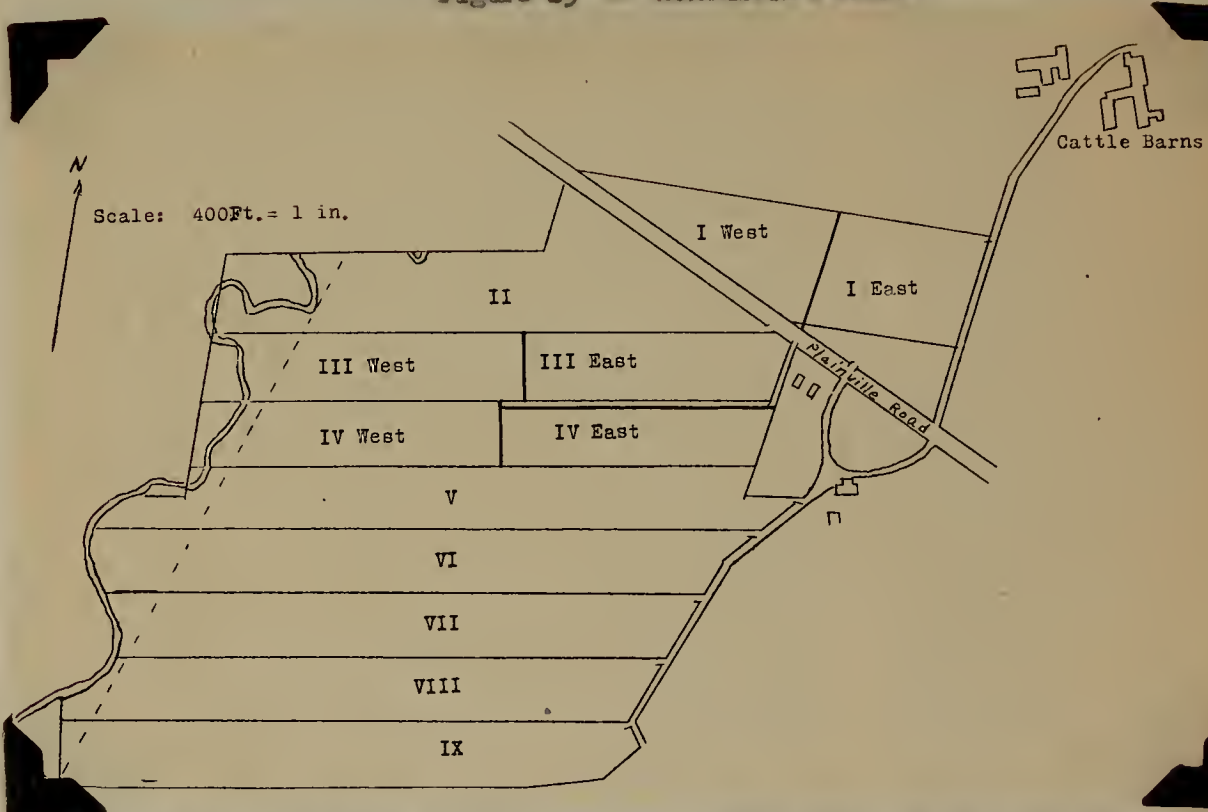 N
Scale: 400Ft.= 1 in.
Cattle Barns
I West
I East
II
III West
III East
Plainville Road
IV West
IV East
V
VI
VII
VIII
IX